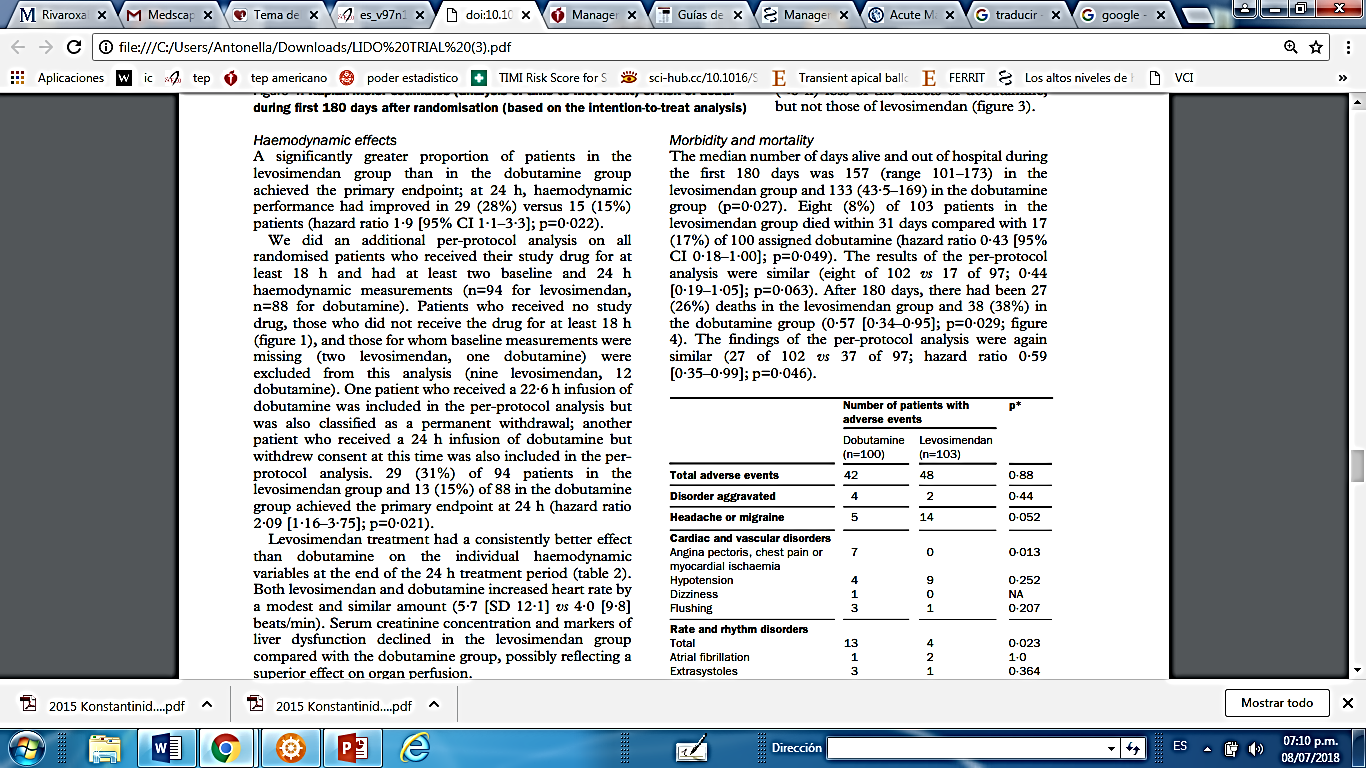 Rivaroxa
Medscap
Tema de
es_v97n1
doi:10.10
Manager
Guías de
Manager
Acute M
traducir -
google -
file:///C:/Users/Antonella/Downloads/LIDO%20TRIAL%20(3).pdf
Aplicaciones
ic
tep
tep americano
poder estadistico
TIMI Risk Score for S
sci-hub.cc/10.1016/S
Transient apical ballo
FERRIT
Los altos niveles de h
VCI
»
during first 180 days after randomisation (based on the intention-to-treat analysis)
Haemodynamic effects
A significantly greater proportion of patients in the
levosimendan group than in the dobutamine group
achieved the primary endpoint; at 24 h, haemodynamic
performance had improved in 29 (28%) versus 15 (15%)
patients (hazard ratio 1·9 [95% CI 1·1–3·3]; p=0·022).
We did an additional per-protocol analysis on all
randomised patients who received their study drug for at
least 18 h and had at least two baseline and 24 h
haemodynamic measurements (n=94 for levosimendan,
n=88 for dobutamine). Patients who received no study
drug, those who did not receive the drug for at least 18 h
(figure 1), and those for whom baseline measurements were
missing (two levosimendan, one dobutamine) were
excluded from this analysis (nine levosimendan, 12
dobutamine). One patient who received a 22·6 h infusion of
dobutamine was included in the per-protocol analysis but
was also classified as a permanent withdrawal; another
patient who received a 24 h infusion of dobutamine but
withdrew consent at this time was also included in the per-
protocol analysis. 29 (31%) of 94 patients in the
levosimendan group and 13 (15%) of 88 in the dobutamine
group achieved the primary endpoint at 24 h (hazard ratio
2·09 [1·16–3·75]; p=0·021).
Levosimendan treatment had a consistently better effect
than dobutamine on the individual haemodynamic
variables at the end of the 24 h treatment period (table 2).
Both levosimendan and dobutamine increased heart rate by
a modest and similar amount (5·7 [SD 12·1] vs 4·0 [9·8]
beats/min). Serum creatinine concentration and markers of
liver dysfunction declined in the levosimendan group
compared with the dobutamine group, possibly reflecting a
superior effect on organ perfusion.
but not those of levosimendan (figure 3).
Morbidity and mortality
The median number of days alive and out of hospital during
the first 180 days was 157 (range 101–173) in the
levosimendan group and 133 (43·5–169) in the dobutamine
group (p=0·027). Eight (8%) of 103 patients in the
levosimendan group died within 31 days compared with 17
(17%) of 100 assigned dobutamine (hazard ratio 0·43 [95%
CI 0·18–1·00]; p=0·049). The results of the per-protocol
analysis were similar (eight of 102 vs 17 of 97; 0·44
[0·19–1·05]; p=0·063). After 180 days, there had been 27
(26%) deaths in the levosimendan group and 38 (38%) in
the dobutamine group (0·57 [0·34–0·95]; p=0·029; figure
4). The findings of the per-protocol analysis were again
similar (27 of 102 vs 37 of 97; hazard ratio 0·59
[0·35–0·99]; p=0·046).
Number of patients with p*
adverse events
Dobutamine Levosimendan
(n=100) (n=103)
Total adverse events 42 48 0·88
Disorder aggravated 4 2 0·44
Headache or migraine 5 14 0·052
Cardiac and vascular disorders
Angina pectoris, chest pain or 7 0 0·013
myocardial ischaemia
Hypotension 4 9 0·252
Dizziness 1 0 NA
Flushing 3 1 0·207
Rate and rhythm disorders
Total 13 4 0·023
Atrial fibrillation 1 2 1·0
Extrasystoles 3 1 0·364
2015 Konstantinid....pdf
2015 Konstantinid....pdf
Mostrar todo
Dirección
ES
07:10 p.m.
08/07/2018